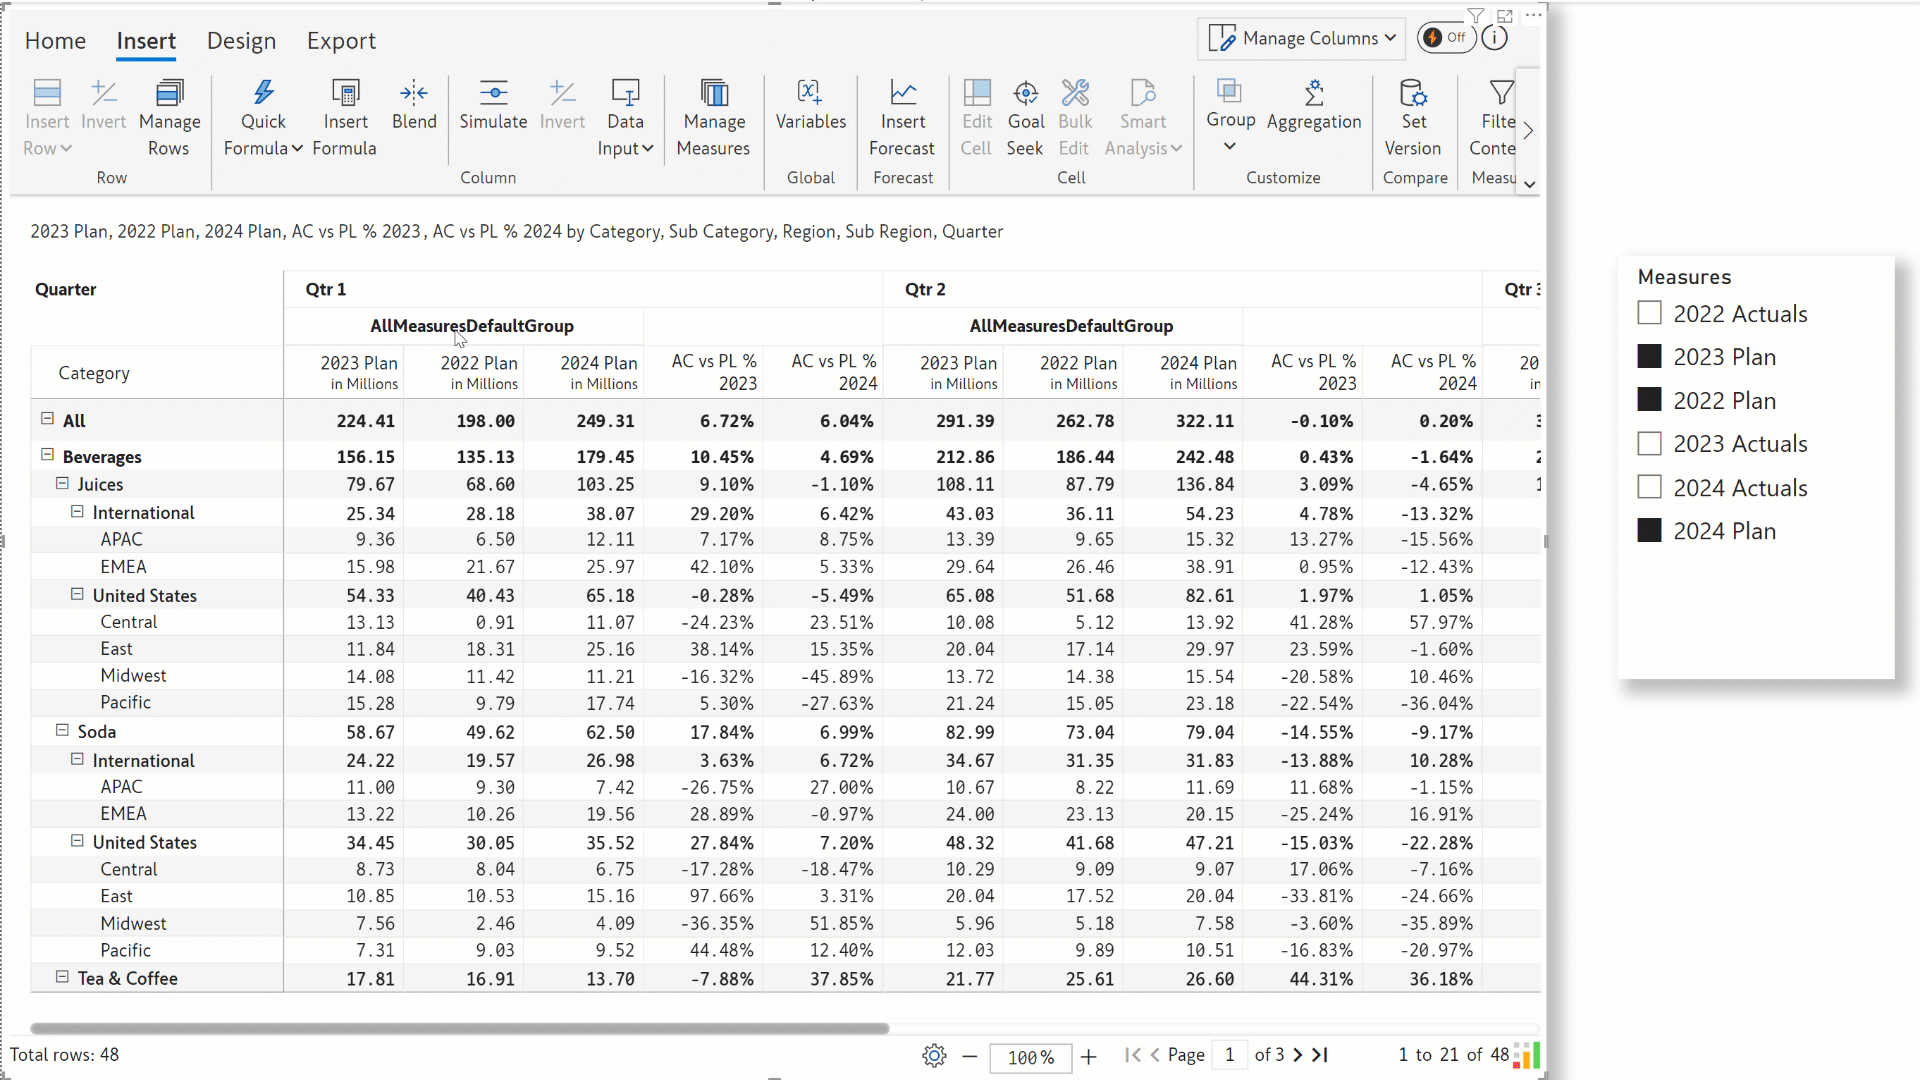 Home Insert Design Export Manage Columns Off
Insert Row Invert Manage Rows Quick Formula Insert Formula Blend Simulate Invert Data Input Manage Measures Variables Insert Forecast Edit Cell Goal Seek Bulk Edit Smart Analysis Group Aggregation Set Version Filte Conte
Row Column Global Forecast Cell Customize Compare Measu
2023 Plan, 2022 Plan, 2024 Plan, AC vs PL % 2023, AC vs PL % 2024 by Category, Sub Category, Region, Sub Region, Quarter
Quarter Qtr 1 Qtr 2 Qtr 3
AllMeasuresDefaultGroup AllMeasuresDefaultGroup
Category 2023 Plan in Millions 2022 Plan in Millions 2024 Plan in Millions AC vs PL % 2023 AC vs PL % 2024 2023 Plan in Millions 2022 Plan in Millions 2024 Plan in Millions AC vs PL % 2023 AC vs PL % 2024 20 in
All 224.41 198.00 249.31 6.72% 6.04% 291.39 262.78 322.11 -0.10% 0.20%
Beverages 156.15 135.13 179.45 10.45% 4.69% 212.86 186.44 242.48 0.43% -1.64%
Juices 79.67 68.60 103.25 9.10% -1.10% 108.11 87.79 136.84 3.09% -4.65%
International 25.34 28.18 38.07 29.20% 6.42% 43.03 36.11 54.23 4.78% -13.32%
APAC 9.36 6.50 12.11 7.17% 8.75% 13.39 9.65 15.32 13.27% -15.56%
EMEA 15.98 21.67 25.97 42.10% 5.33% 29.64 26.46 38.91 0.95% -12.43%
United States 54.33 40.43 65.18 -0.28% -5.49% 65.08 51.68 82.61 1.97% 1.05%
Central 13.13 0.91 11.07 -24.23% 23.51% 10.08 5.12 13.92 41.28% 57.97%
East 11.84 18.31 25.16 38.14% 15.35% 20.04 17.14 29.97 23.59% -1.60%
Midwest 14.08 11.42 11.21 -16.32% -45.89% 13.72 14.38 15.54 -20.58% 10.46%
Pacific 15.28 9.79 17.74 5.30% -27.63% 21.24 15.05 23.18 -22.54% -36.04%
Soda 58.67 49.62 62.50 17.84% 6.99% 82.99 73.04 79.04 -14.55% -9.17%
International 24.22 19.57 26.98 3.63% 6.72% 34.67 31.35 31.83 -13.88% 10.28%
APAC 11.00 9.30 7.42 -26.75% 27.00% 10.67 8.22 11.69 11.68% -1.15%
EMEA 13.22 10.26 19.56 28.89% -0.97% 24.00 23.13 20.15 -25.24% 16.91%
United States 34.45 30.05 35.52 27.84% 7.20% 48.32 41.68 47.21 -15.03% -22.28%
Central 8.73 8.04 6.75 -17.28% -18.47% 10.29 9.09 9.07 17.06% -7.16%
East 10.85 10.53 15.16 97.66% 3.31% 20.04 17.52 20.04 -33.81% -24.66%
Midwest 7.56 2.46 4.09 -36.35% 51.85% 5.96 5.18 7.58 -3.60% -35.89%
Pacific 7.31 9.03 9.52 44.48% 12.40% 12.03 9.89 10.51 -16.83% -20.97%
Tea & Coffee 17.81 16.91 13.70 -7.88% 37.85% 21.77 25.61 26.60 44.31% 36.18%
Total rows: 48 100% Page 1 of 3 1 to 21 of 48
Measures
2022 Actuals
2023 Plan
2022 Plan
2023 Actuals
2024 Actuals
2024 Plan